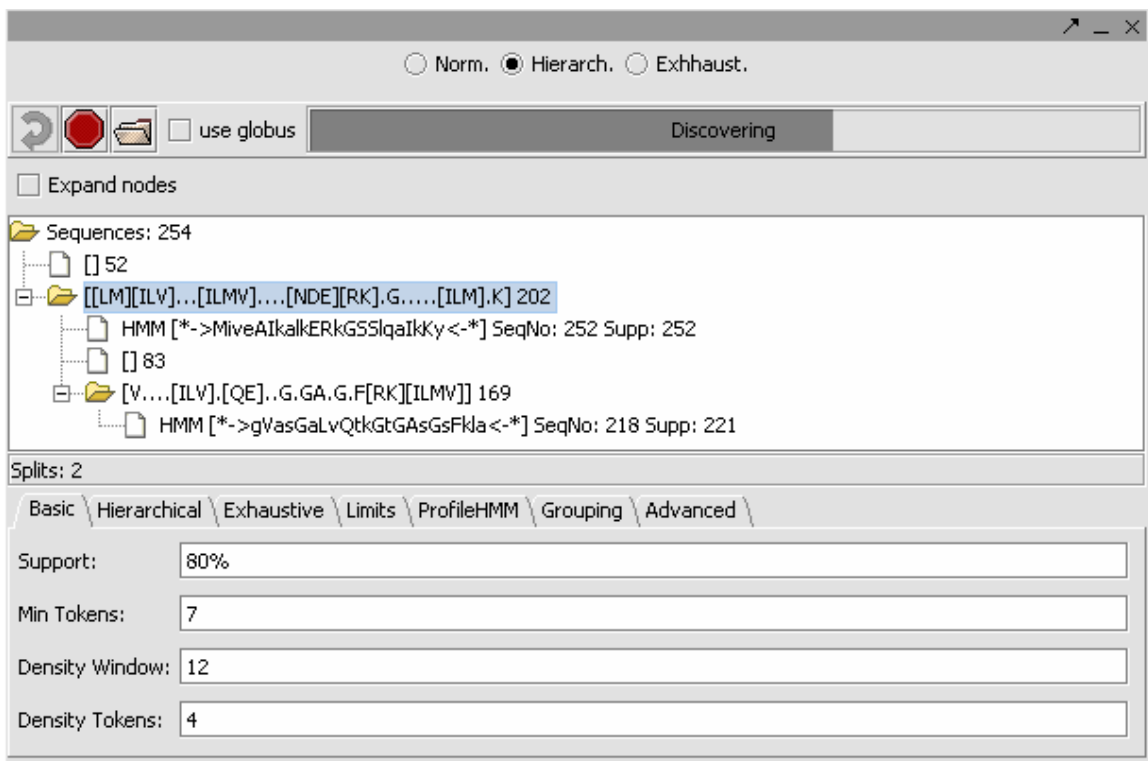 Norm. Hierarch. Exhhaust.
use globus Discovering
Expand nodes
Sequences: 254
[] 52
[[LM][ILV]...[ILMV]....[NDE][RK].G.....[ILM].K] 202
HMM [*->MiveAIkalkERkGSSlqaIkKy<-*] SeqNo: 252 Supp: 252
[] 83
[V....[ILV].[QE]..G.GA.G.F[RK][ILMV]] 169
HMM [*->gVasGaLvQtkGtGAsGsFkla<-*] SeqNo: 218 Supp: 221
Splits: 2
Basic Hierarchical Exhaustive Limits ProfileHMM Grouping Advanced
Support: 80%
Min Tokens: 7
Density Window: 12
Density Tokens: 4